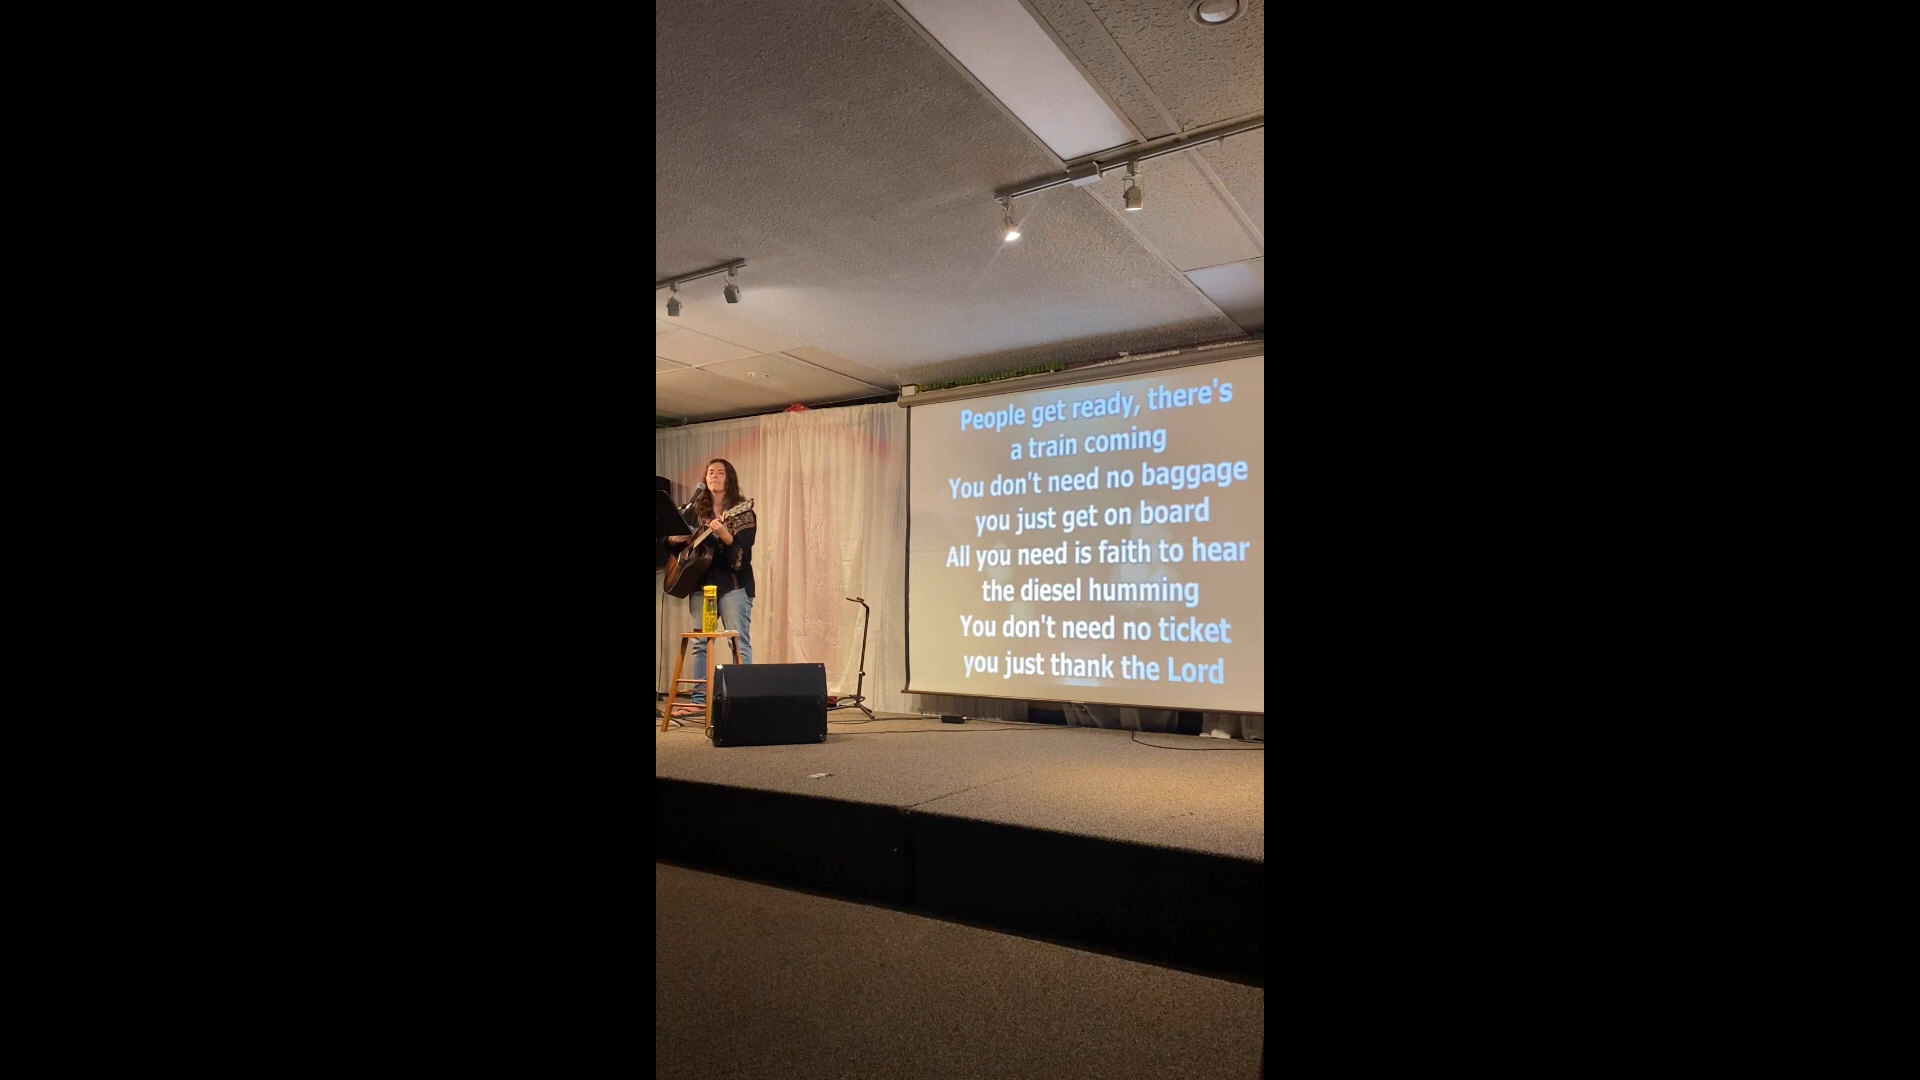 People get ready, there's
a train coming
You don't need no baggage
you just get on board
All you need is faith to hear
the diesel humming
You don't need no ticket
you just thank the Lord